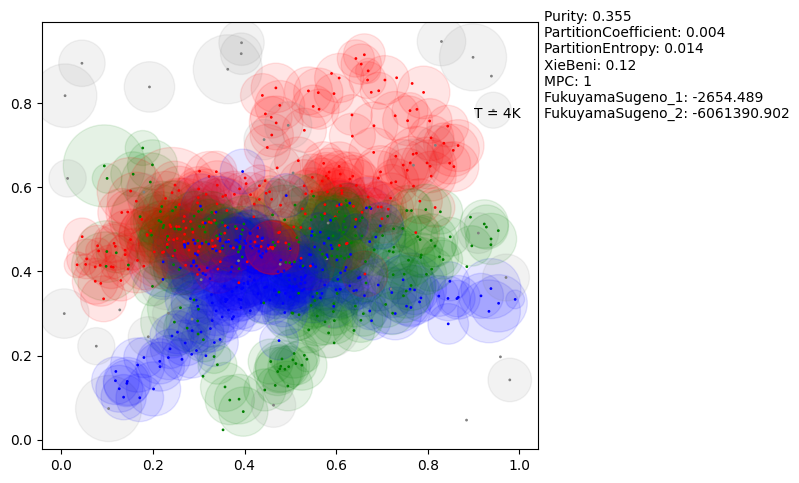 Purity: 0.355
PartitionCoefficient: 0.004
PartitionEntropy: 0.014
XieBeni: 0.12
MPC: 1
FukuyamaSugeno_1: -2654.489
FukuyamaSugeno_2: -6061390.902
T = 4K
0.8
0.6
0.4
0.2
0.0
0.0 0.2 0.4 0.6 0.8 1.0